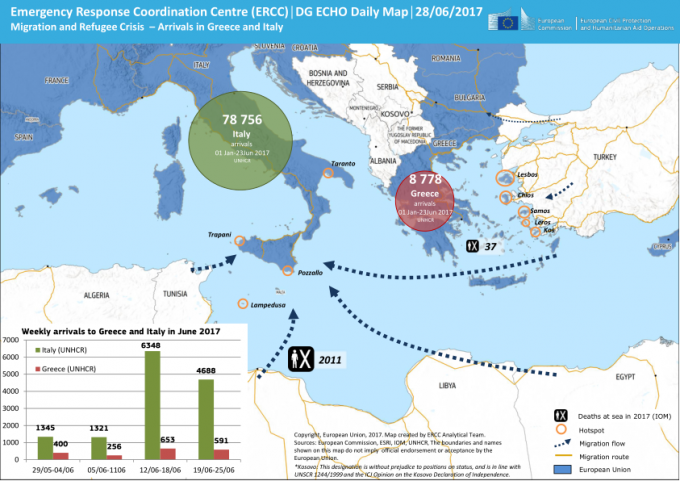 Emergency Response Coordination Centre (ERCC)|DG ECHO Daily Map|28/06/2017
Migration and Refugee Crisis – Arrivals in Greece and Italy
European
Commission
European Civil Protection
and Humanitarian Aid Operations
SLOVENIA
CROATIA
ROMANIA
ITALY
FRANCE
BOSNIA AND
HERZEGOVINA
SERBIA
MONTENEGRO
KOSOVO*
BULGARIA
THE FORMER
YUGOSLAV REPUBLIC
OF MACEDONIA
ALBANIA
GREECE
SPAIN
TURKEY
CYPRUS
78 756
Italy
arrivals
01 Jan-23Jun 2017
UNHCR
8 778
Greece
arrivals
01 Jan-23Jun 2017
UNHCR
Taranto
Lesbos
Chios
Samos
Leros
Kos
Trapani
Pozzallo
Lampedusa
37
2011
ALGERIA
TUNISIA
LIBYA
EGYPT
Weekly arrivals to Greece and Italy in June 2017
7000
6000
5000
4000
3000
2000
1000
0
Italy (UNHCR)
Greece (UNHCR)
1345
400
1321
256
6348
653
4688
591
29/05-04/06
05/06-1106
12/06-18/06
19/06-25/06
Copyright, European Union, 2017. Map created by ERCC Analytical Team.
Sources: European Commission, ESRI, IOM, UNHCR, The boundaries and names
shown on this map do not imply official endorsement or acceptance by the
European Union.
*Kosovo: This designation is without prejudice to positions on status, and is in line with
UNSCR 1244/1999 and the ICJ Opinion on the Kosovo Declaration of Independence.
Deaths at sea in 2017 (IOM)
Hotspot
Migration flow
Migration route
European Union